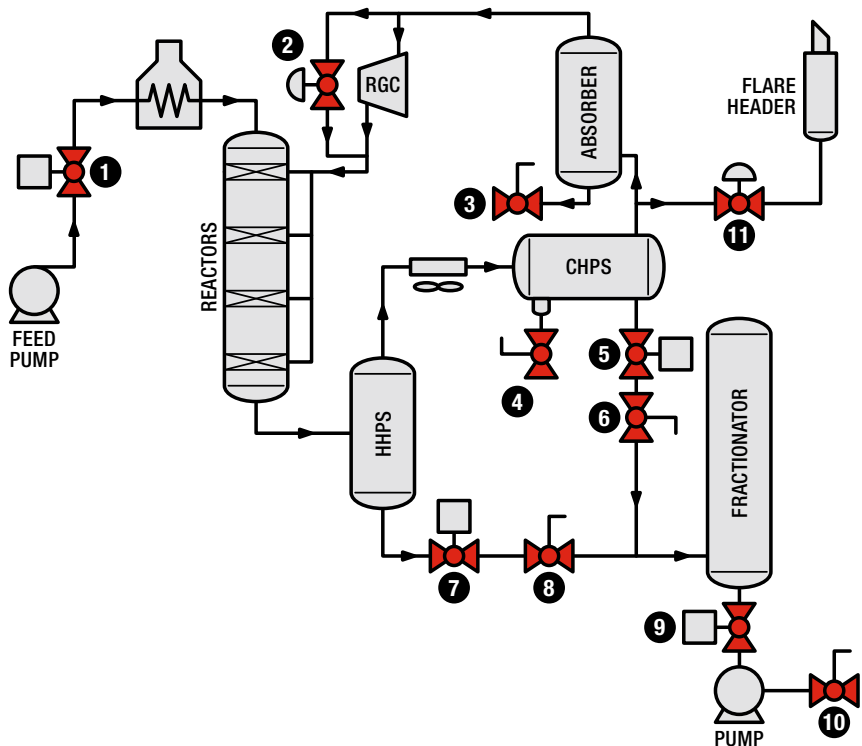 2
RGC
ABSORBER
FLARE
HEADER
1
3
11
REACTORS
CHPS
FEED
PUMP
5
4
6
HHPS
FRACTIONATOR
7
8
9
10
PUMP